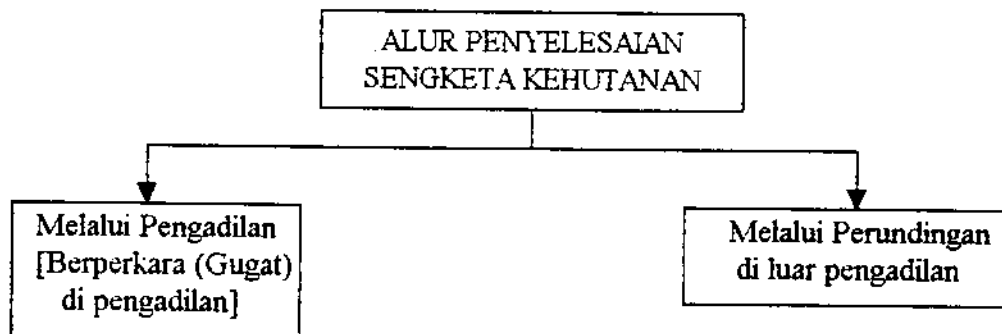 ALUR PENYELESAIAN
SENGKETA KEHUTANAN
Melalui Pengadilan
[Berperkara (Gugat)
di pengadilan]
Melalui Perundingan
di luar pengadilan